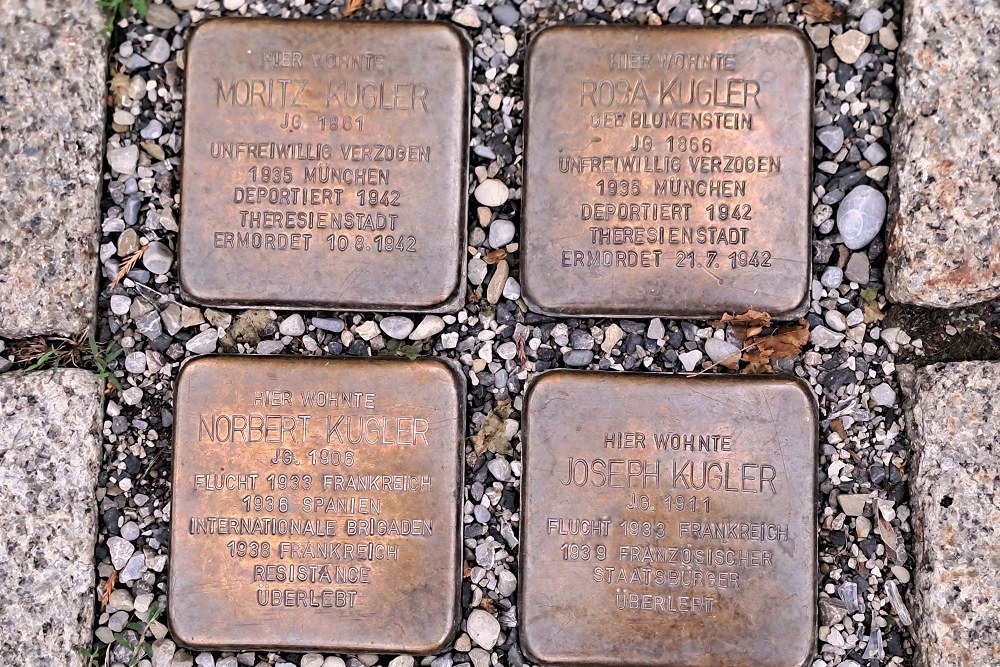 HIER WOHNTE
MORITZ KUGLER
JG. 1861
UNFREIWILLIG VERZOGEN
1935 MÜNCHEN
DEPORTIERT 1942
THERESIENSTADT
ERMORDET 10.8.1942
HIER WOHNTE
ROSA KUGLER
GEB. BLUMENSTEIN
JG. 1866
UNFREIWILLIG VERZOGEN
1935 MÜNCHEN
DEPORTIERT 1942
THERESIENSTADT
ERMORDET 21.7.1942
HIER WOHNTE
NORBERT KUGLER
JG. 1906
FLUCHT 1933 FRANKREICH
1936 SPANIEN
INTERNATIONALE BRIGADEN
1938 FRANKREICH
RESISTANCE
ÜBERLEBT
HIER WOHNTE
JOSEPH KUGLER
JG. 1911
FLUCHT 1933 FRANKREICH
1939 FRANZÖSISCHER
STAATSBÜRGER
ÜBERLEBT